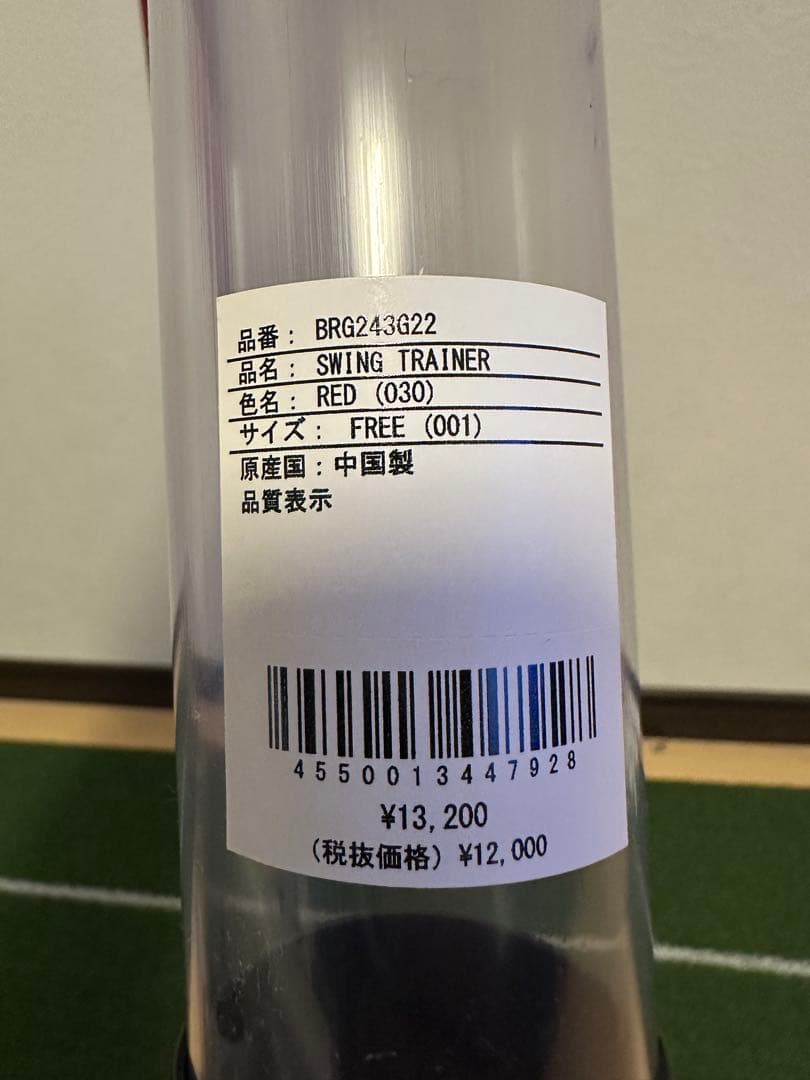 品番： BRG243G22
品名： SWING TRAINER
色名： RED (030)
サイズ： FREE (001)
原産国：中国製
品質表示
4550013447928
¥13,200
(税抜価格) ¥12,000